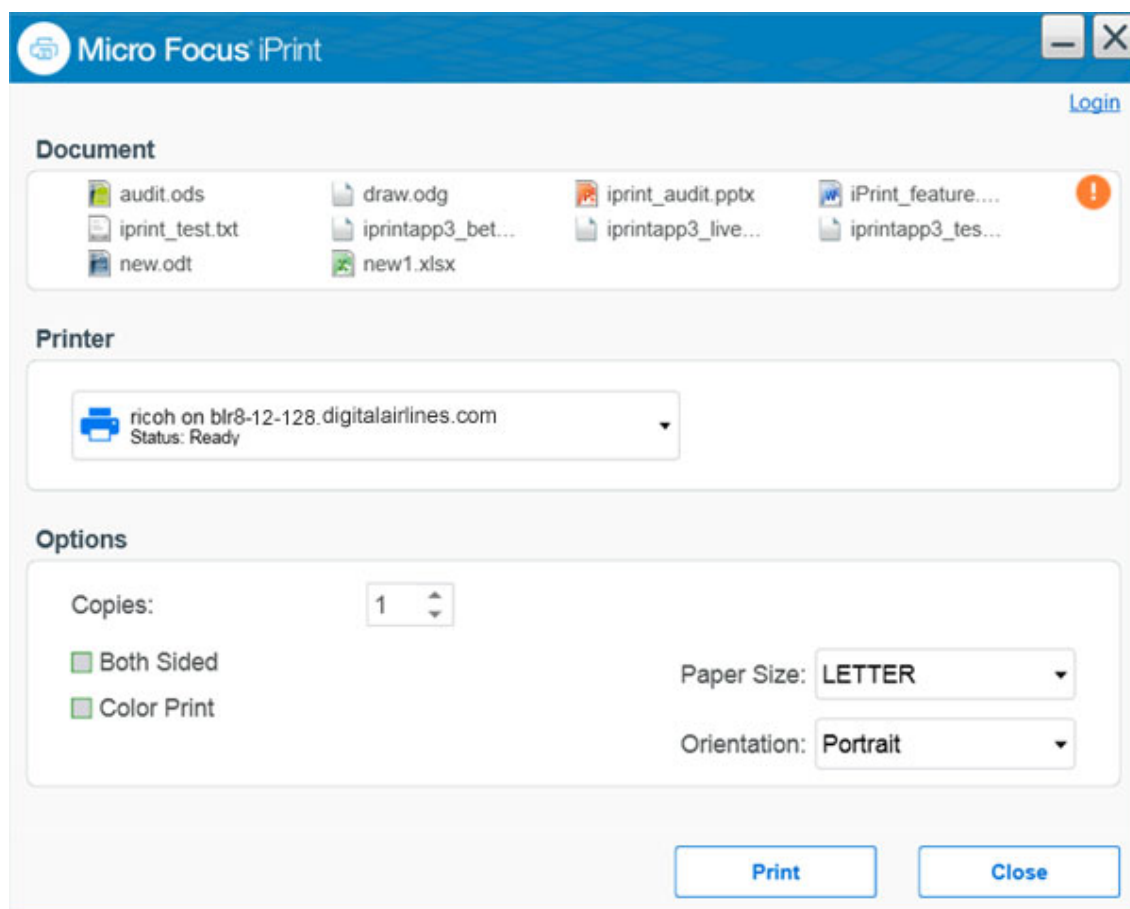 Micro Focus iPrint
Login
Document
audit.ods draw.odg iprint_audit.pptx iPrint_feature....
iprint_test.txt iprintapp3_bet... iprintapp3_live... iprintapp3_tes...
new.odt new1.xlsx
Printer
ricoh on blr8-12-128.digitalairlines.com
Status: Ready
Options
Copies: 1
Both Sided
Paper Size: LETTER
Color Print
Orientation: Portrait
Print Close